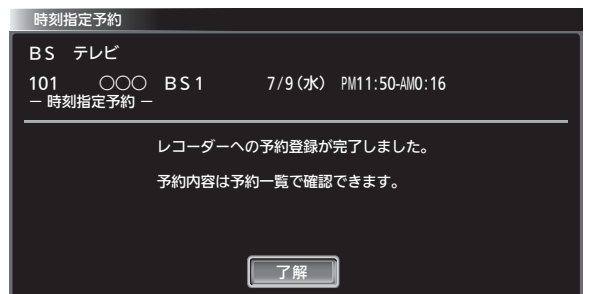 時刻指定予約
BS テレビ
101 ○○○ BS1 7/9(水) PM11:50-AM0:16
－ 時刻指定予約 －
レコーダーへの予約登録が完了しました。
予約内容は予約一覧で確認できます。
了解